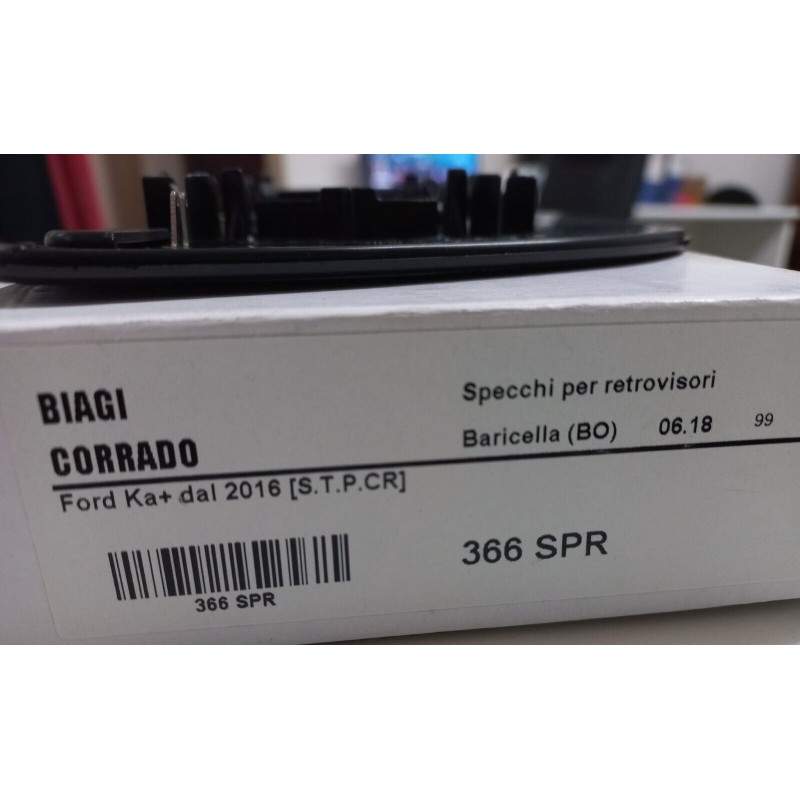 BIAGI
CORRADO
Specchi per retrovisori
Baricella (BO) 06.18 99
Ford Ka+ dal 2016 [S.T.P.CR]
366 SPR
366 SPR